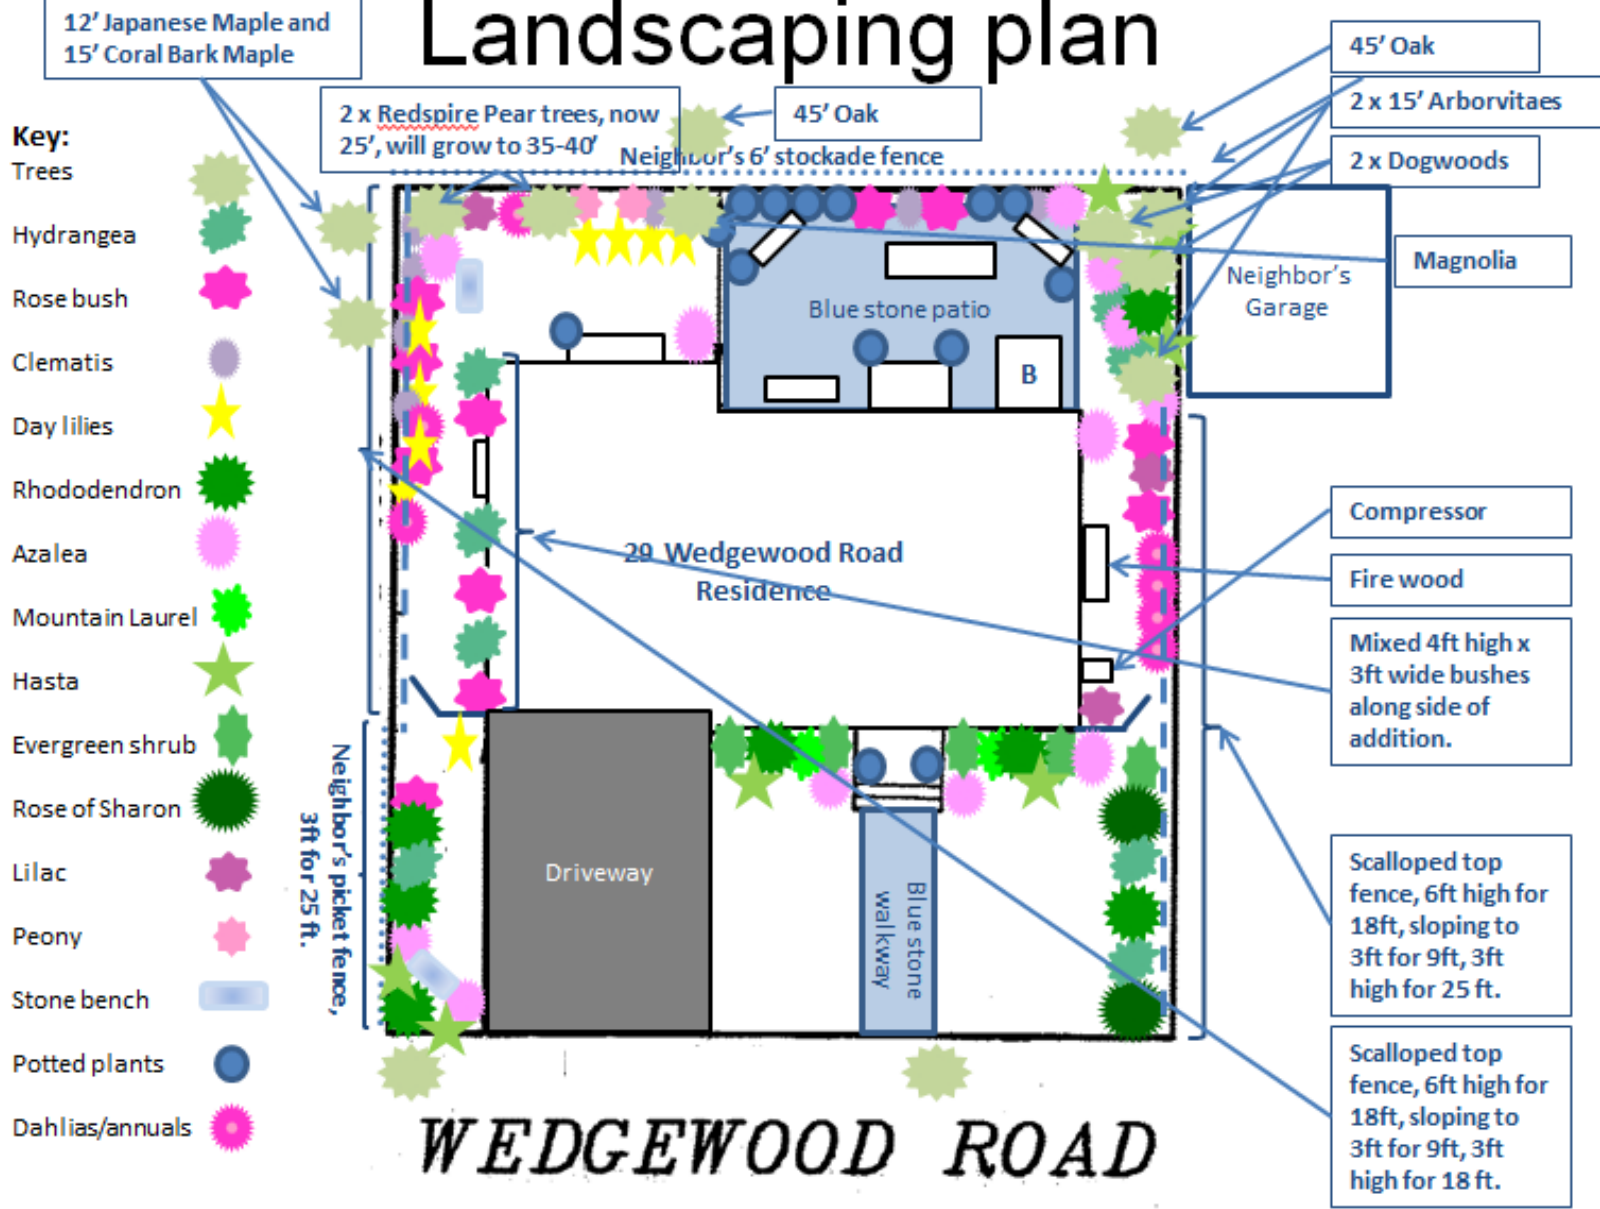 Landscaping plan
12’ Japanese Maple and
15’ Coral Bark Maple
2 x Redspire Pear trees, now
25’, will grow to 35-40’
45’ Oak
Neighbor’s 6’ stockade fence
45’ Oak
2 x 15’ Arborvitaes
2 x Dogwoods
Magnolia
Neighbor’s
Garage
Key:
Trees
Hydrangea
Rose bush
Clematis
Day lilies
Rhododendron
Azalea
Mountain Laurel
Hasta
Evergreen shrub
Rose of Sharon
Lilac
Peony
Stone bench
Potted plants
Dahlias/annuals
Blue stone patio
B
29 Wedgewood Road
Residence
Compressor
Fire wood
Mixed 4ft high x
3ft wide bushes
along side of
addition.
Neighbor’s picket fence,
3ft for 25 ft.
Driveway
Blue stone
walkway
Scalloped top
fence, 6ft high for
18ft, sloping to
3ft for 9ft, 3ft
high for 25 ft.
Scalloped top
fence, 6ft high for
18ft, sloping to
3ft for 9ft, 3ft
high for 18 ft.
WEDGEWOOD ROAD